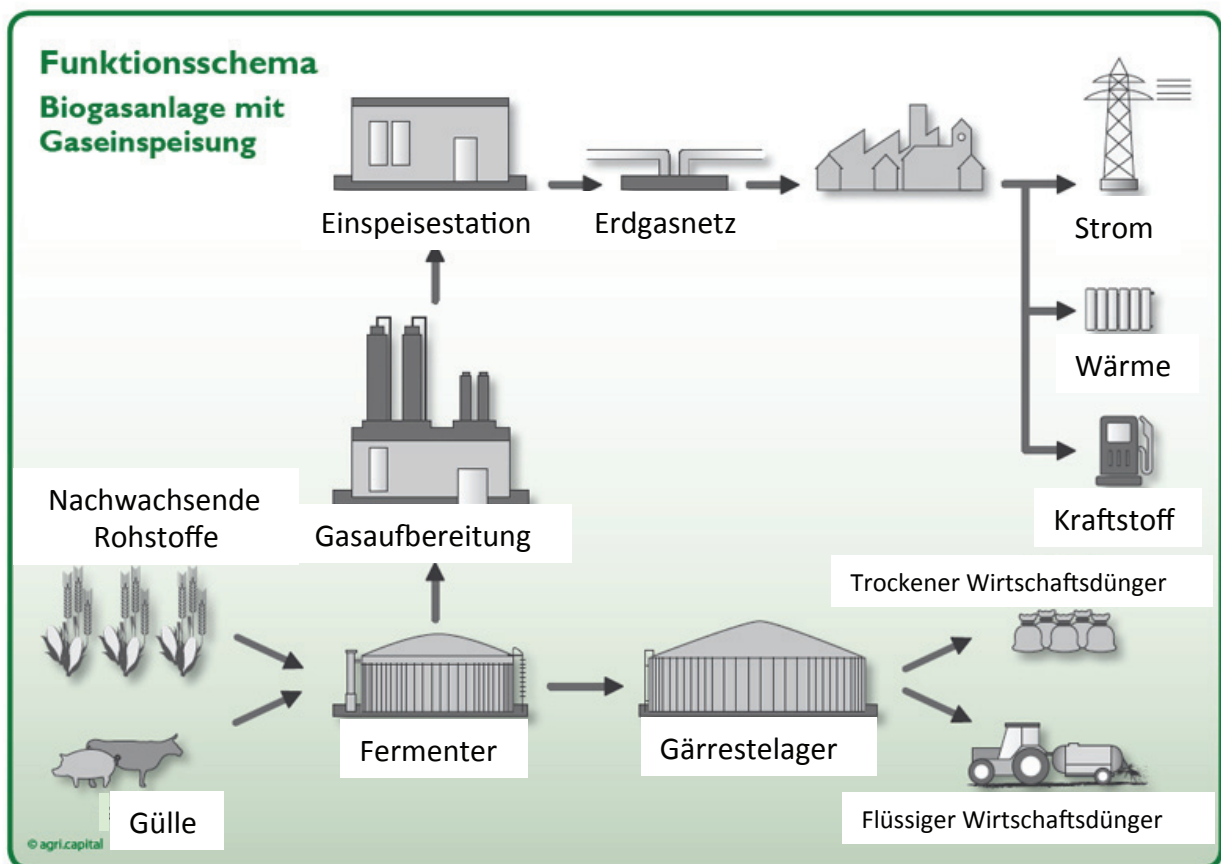 Funktionsschema
Biogasanlage mit
Gaseinspeisung
Einspeisestation
Erdgasnetz
Strom
Wärme
Kraftstoff
Nachwachsende
Rohstoffe
Gasaufbereitung
Trockener Wirtschaftsdünger
Fermenter
Gärrestelager
Gülle
Flüssiger Wirtschaftsdünger
© agri.capital